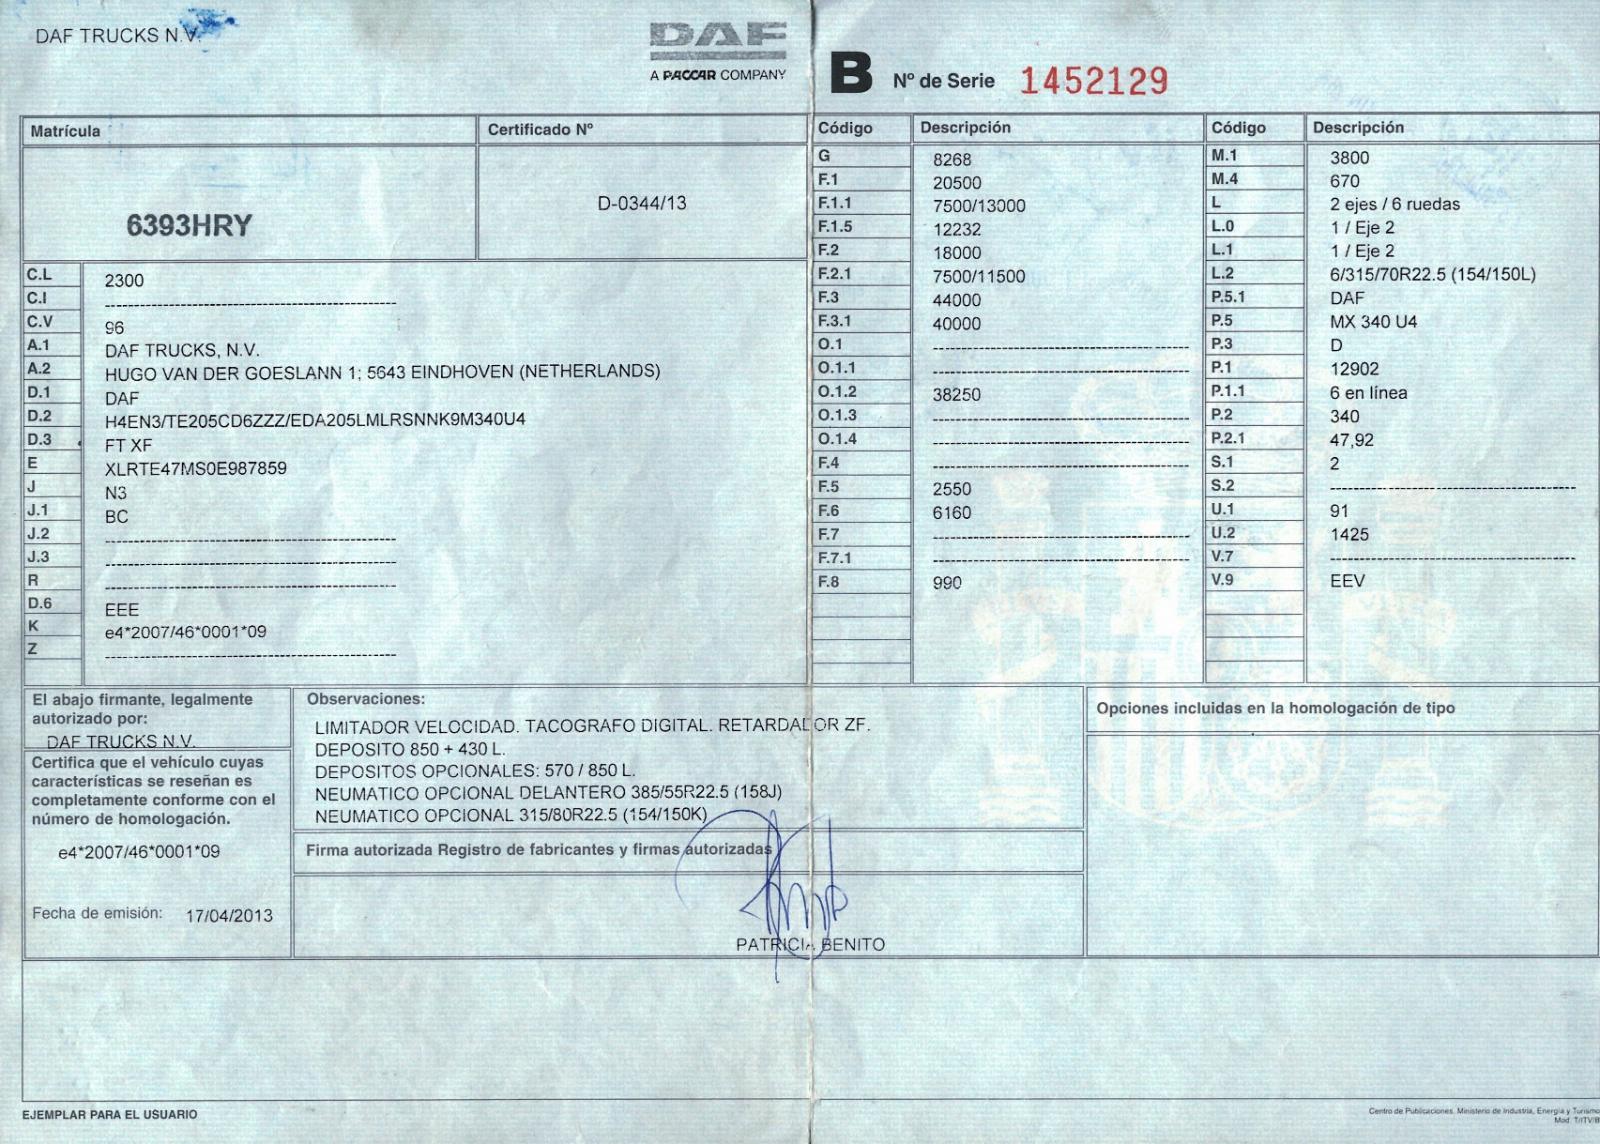 DAF TRUCKS N.V.
DAF
A PACCAR COMPANY
B Nº de Serie 1452129
Matrícula
Certificado Nº
6393HRY
D-0344/13
C.L 2300
C.I ----------
C.V 96
A.1 DAF TRUCKS, N.V.
A.2 HUGO VAN DER GOESLANN 1; 5643 EINDHOVEN (NETHERLANDS)
D.1 DAF
D.2 H4EN3/TE205CD6ZZZ/EDA205LMLRSNNK9M340U4
D.3 FT XF
E XLRTE47MS0E987859
J N3
J.1 BC
J.2 ----------
J.3 ----------
R ----------
D.6 EEE
K e4*2007/46*0001*09
Z ----------
Código Descripción
G 8268
F.1 20500
F.1.1 7500/13000
F.1.5 12232
F.2 18000
F.2.1 7500/11500
F.3 44000
F.3.1 40000
O.1 ----------
O.1.1 ----------
O.1.2 38250
O.1.3 ----------
O.1.4 ----------
F.4 ----------
F.5 2550
F.6 6160
F.7 ----------
F.7.1 ----------
F.8 990
Código Descripción
M.1 3800
M.4 670
L 2 ejes / 6 ruedas
L.0 1 / Eje 2
L.1 1 / Eje 2
L.2 6/315/70R22.5 (154/150L)
P.5.1 DAF
P.5 MX 340 U4
P.3 D
P.1 12902
P.1.1 6 en línea
P.2 340
P.2.1 47,92
S.1 2
S.2 ----------
U.1 91
U.2 1425
V.7 ----------
V.9 EEV
El abajo firmante, legalmente
autorizado por:
DAF TRUCKS N.V.
Certifica que el vehículo cuyas
características se reseñan es
completamente conforme con el
número de homologación.
e4*2007/46*0001*09
Fecha de emisión: 17/04/2013
Observaciones:
LIMITADOR VELOCIDAD. TACOGRAFO DIGITAL. RETARDADOR ZF.
DEPOSITO 850 + 430 L.
DEPOSITOS OPCIONALES: 570 / 850 L.
NEUMATICO OPCIONAL DELANTERO 385/55R22.5 (158J)
NEUMATICO OPCIONAL 315/80R22.5 (154/150K)
Firma autorizada Registro de fabricantes y firmas autorizadas
PATRICIA BENITO
Opciones incluidas en la homologación de tipo
EJEMPLAR PARA EL USUARIO
Centro de Publicaciones. Ministerio de Industria, Energía y Turismo
Mod. T/ITV/B